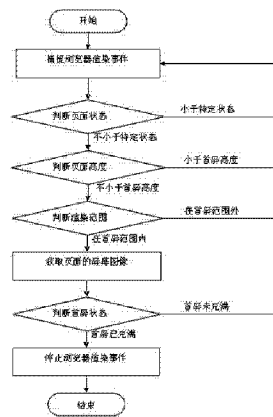 开始
捕捉浏览器渲染事件
判断页面状态
小于特定状态
不小于特定状态
判断页面高度
小于首屏高度
不小于首屏高度
判断渲染范围
在首屏范围外
在首屏范围内
获取页面的屏幕图像
判断首屏状态
首屏未充满
首屏已充满
停止浏览器渲染事件
结束